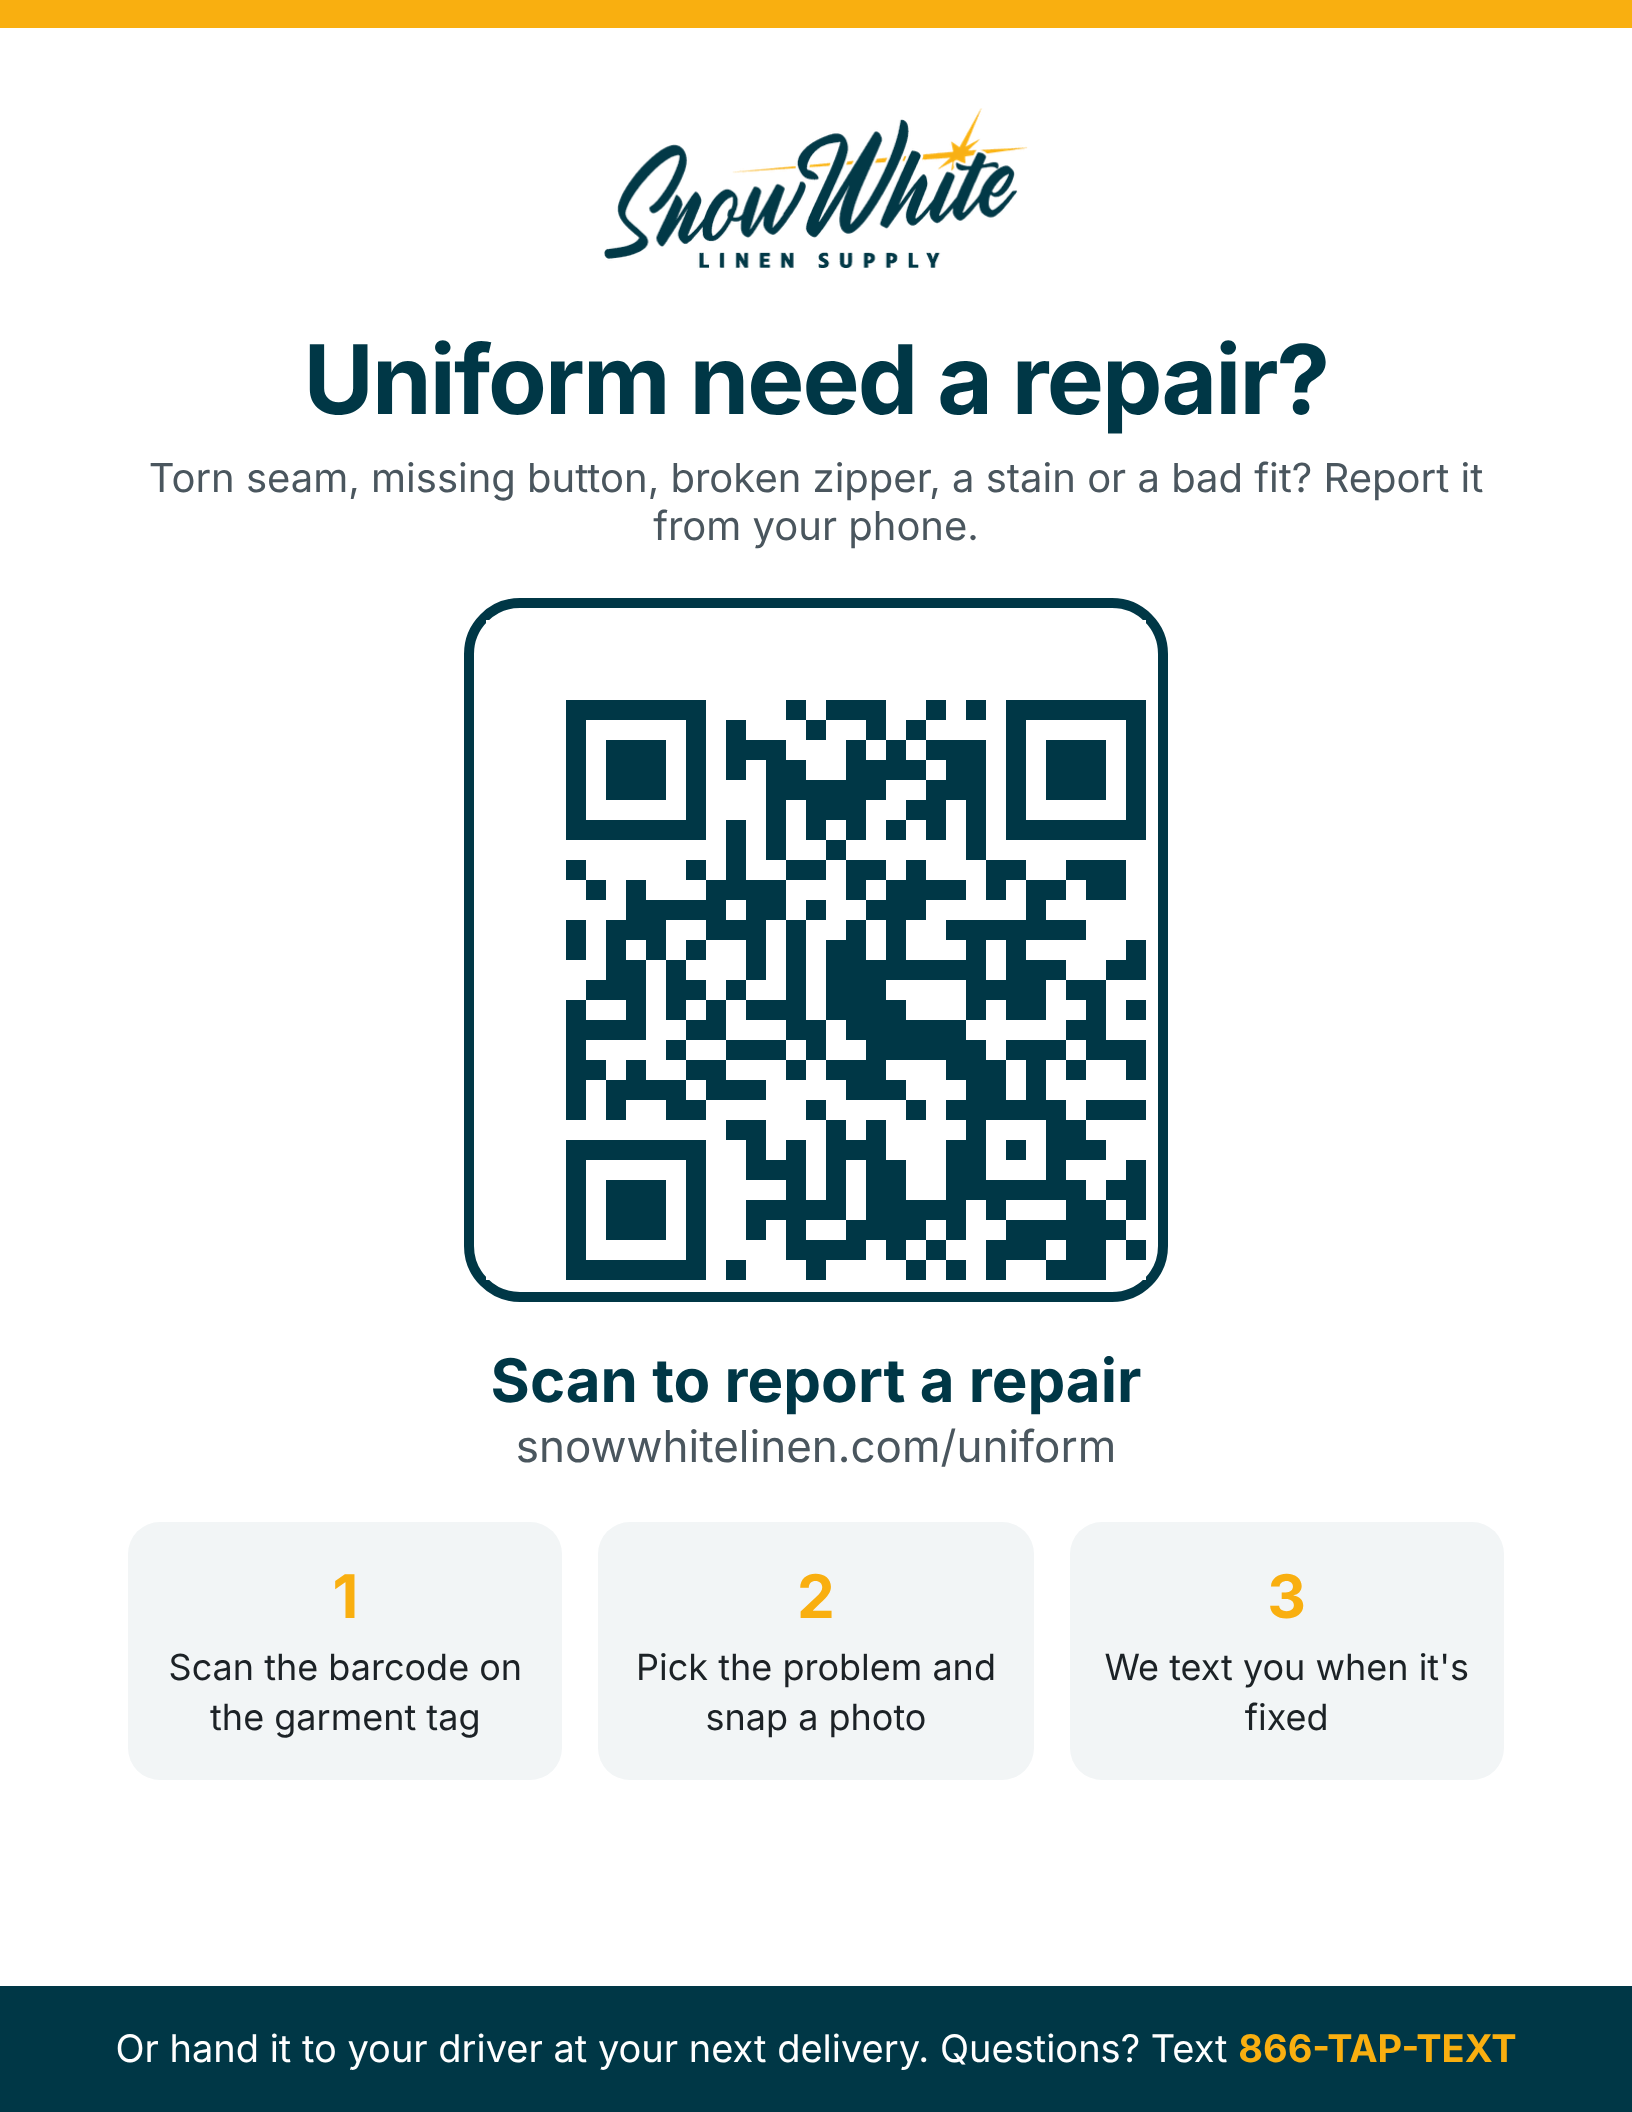 Snow White
LINEN SUPPLY
Uniform need a repair?
Torn seam, missing button, broken zipper, a stain or a bad fit? Report it
from your phone.
Scan to report a repair
snowwhitelinen.com/uniform
1
Scan the barcode on
the garment tag
2
Pick the problem and
snap a photo
3
We text you when it's
fixed
Or hand it to your driver at your next delivery. Questions? Text 866-TAP-TEXT